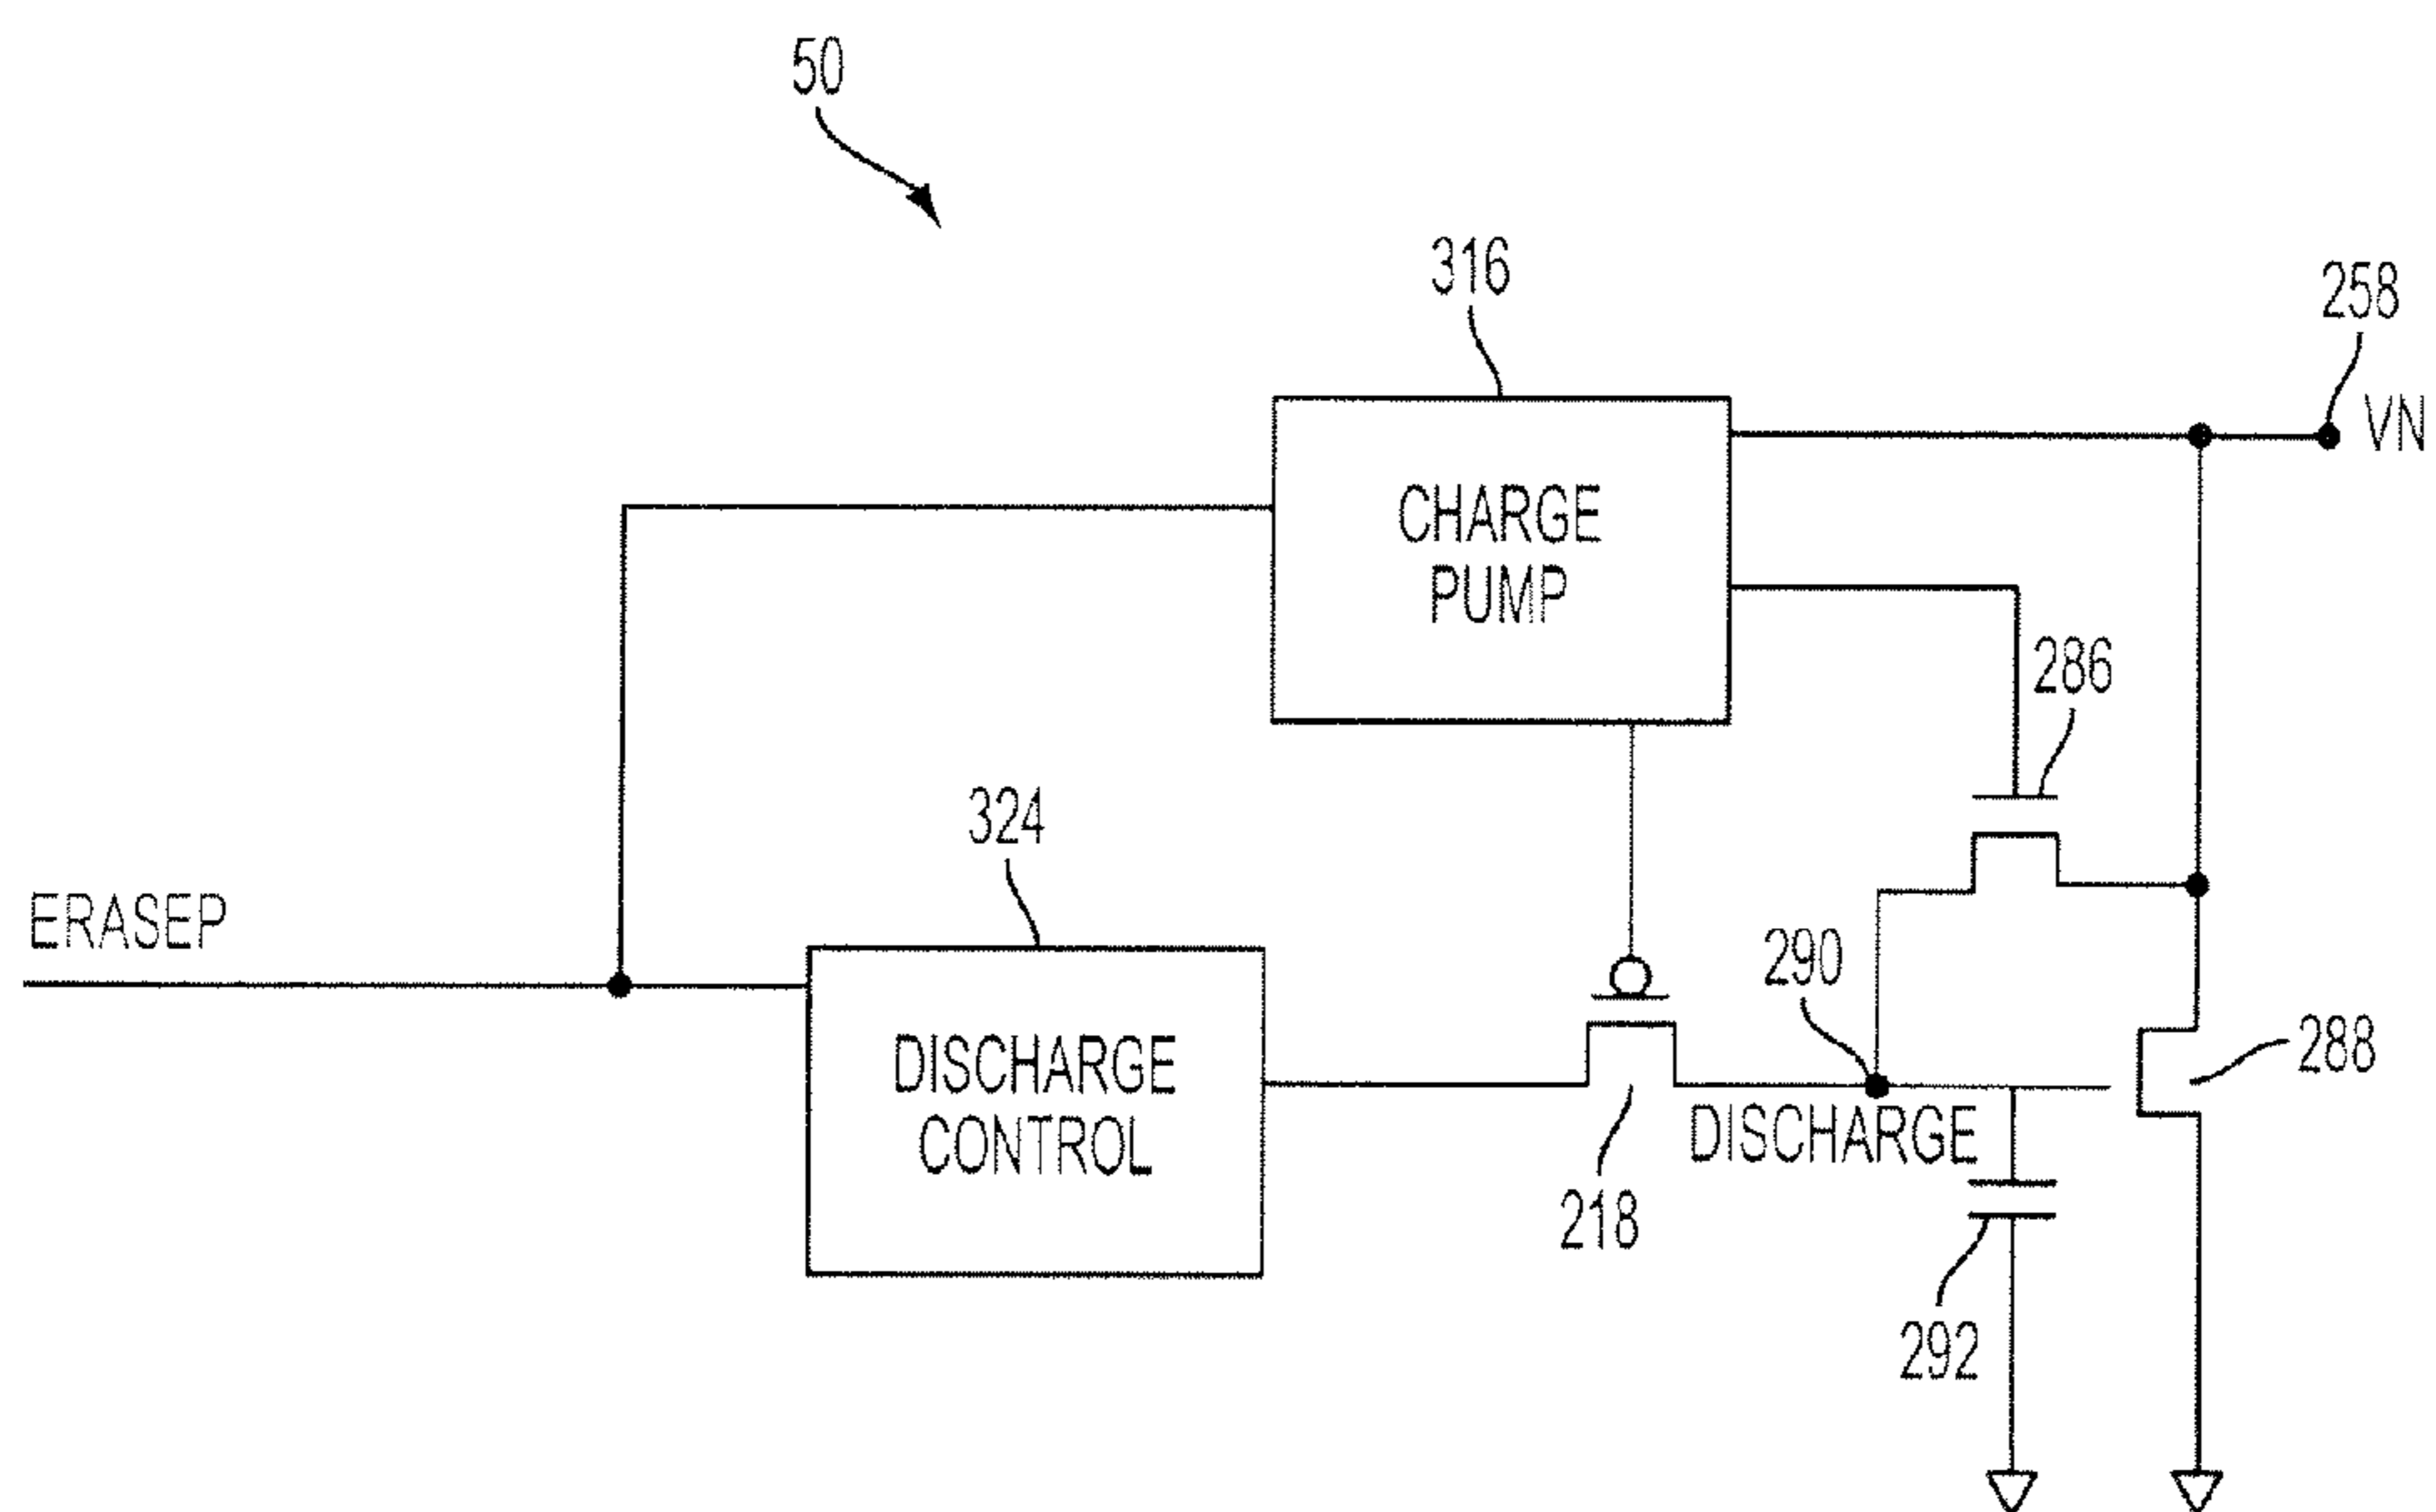 50
316
258
VN
CHARGE
PUMP
286
324
ERASEP
290
DISCHARGE
CONTROL
288
DISCHARGE
218
292